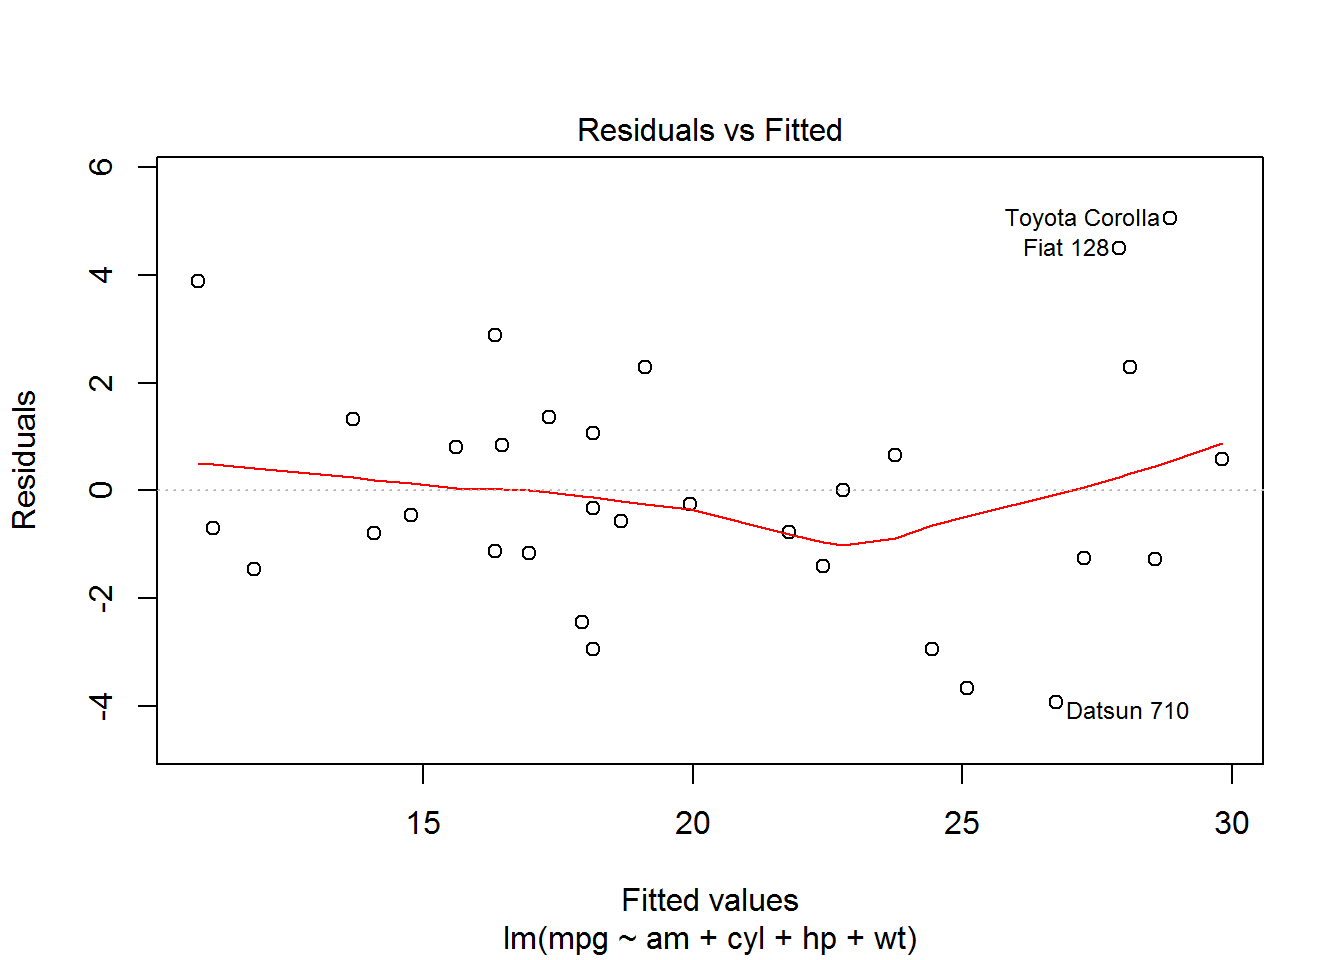 Residuals vs Fitted
Residuals
6
4
2
0
-2
-4
Toyota Corolla
Fiat 128
Datsun 710
15 20 25 30
Fitted values
lm(mpg ~ am + cyl + hp + wt)